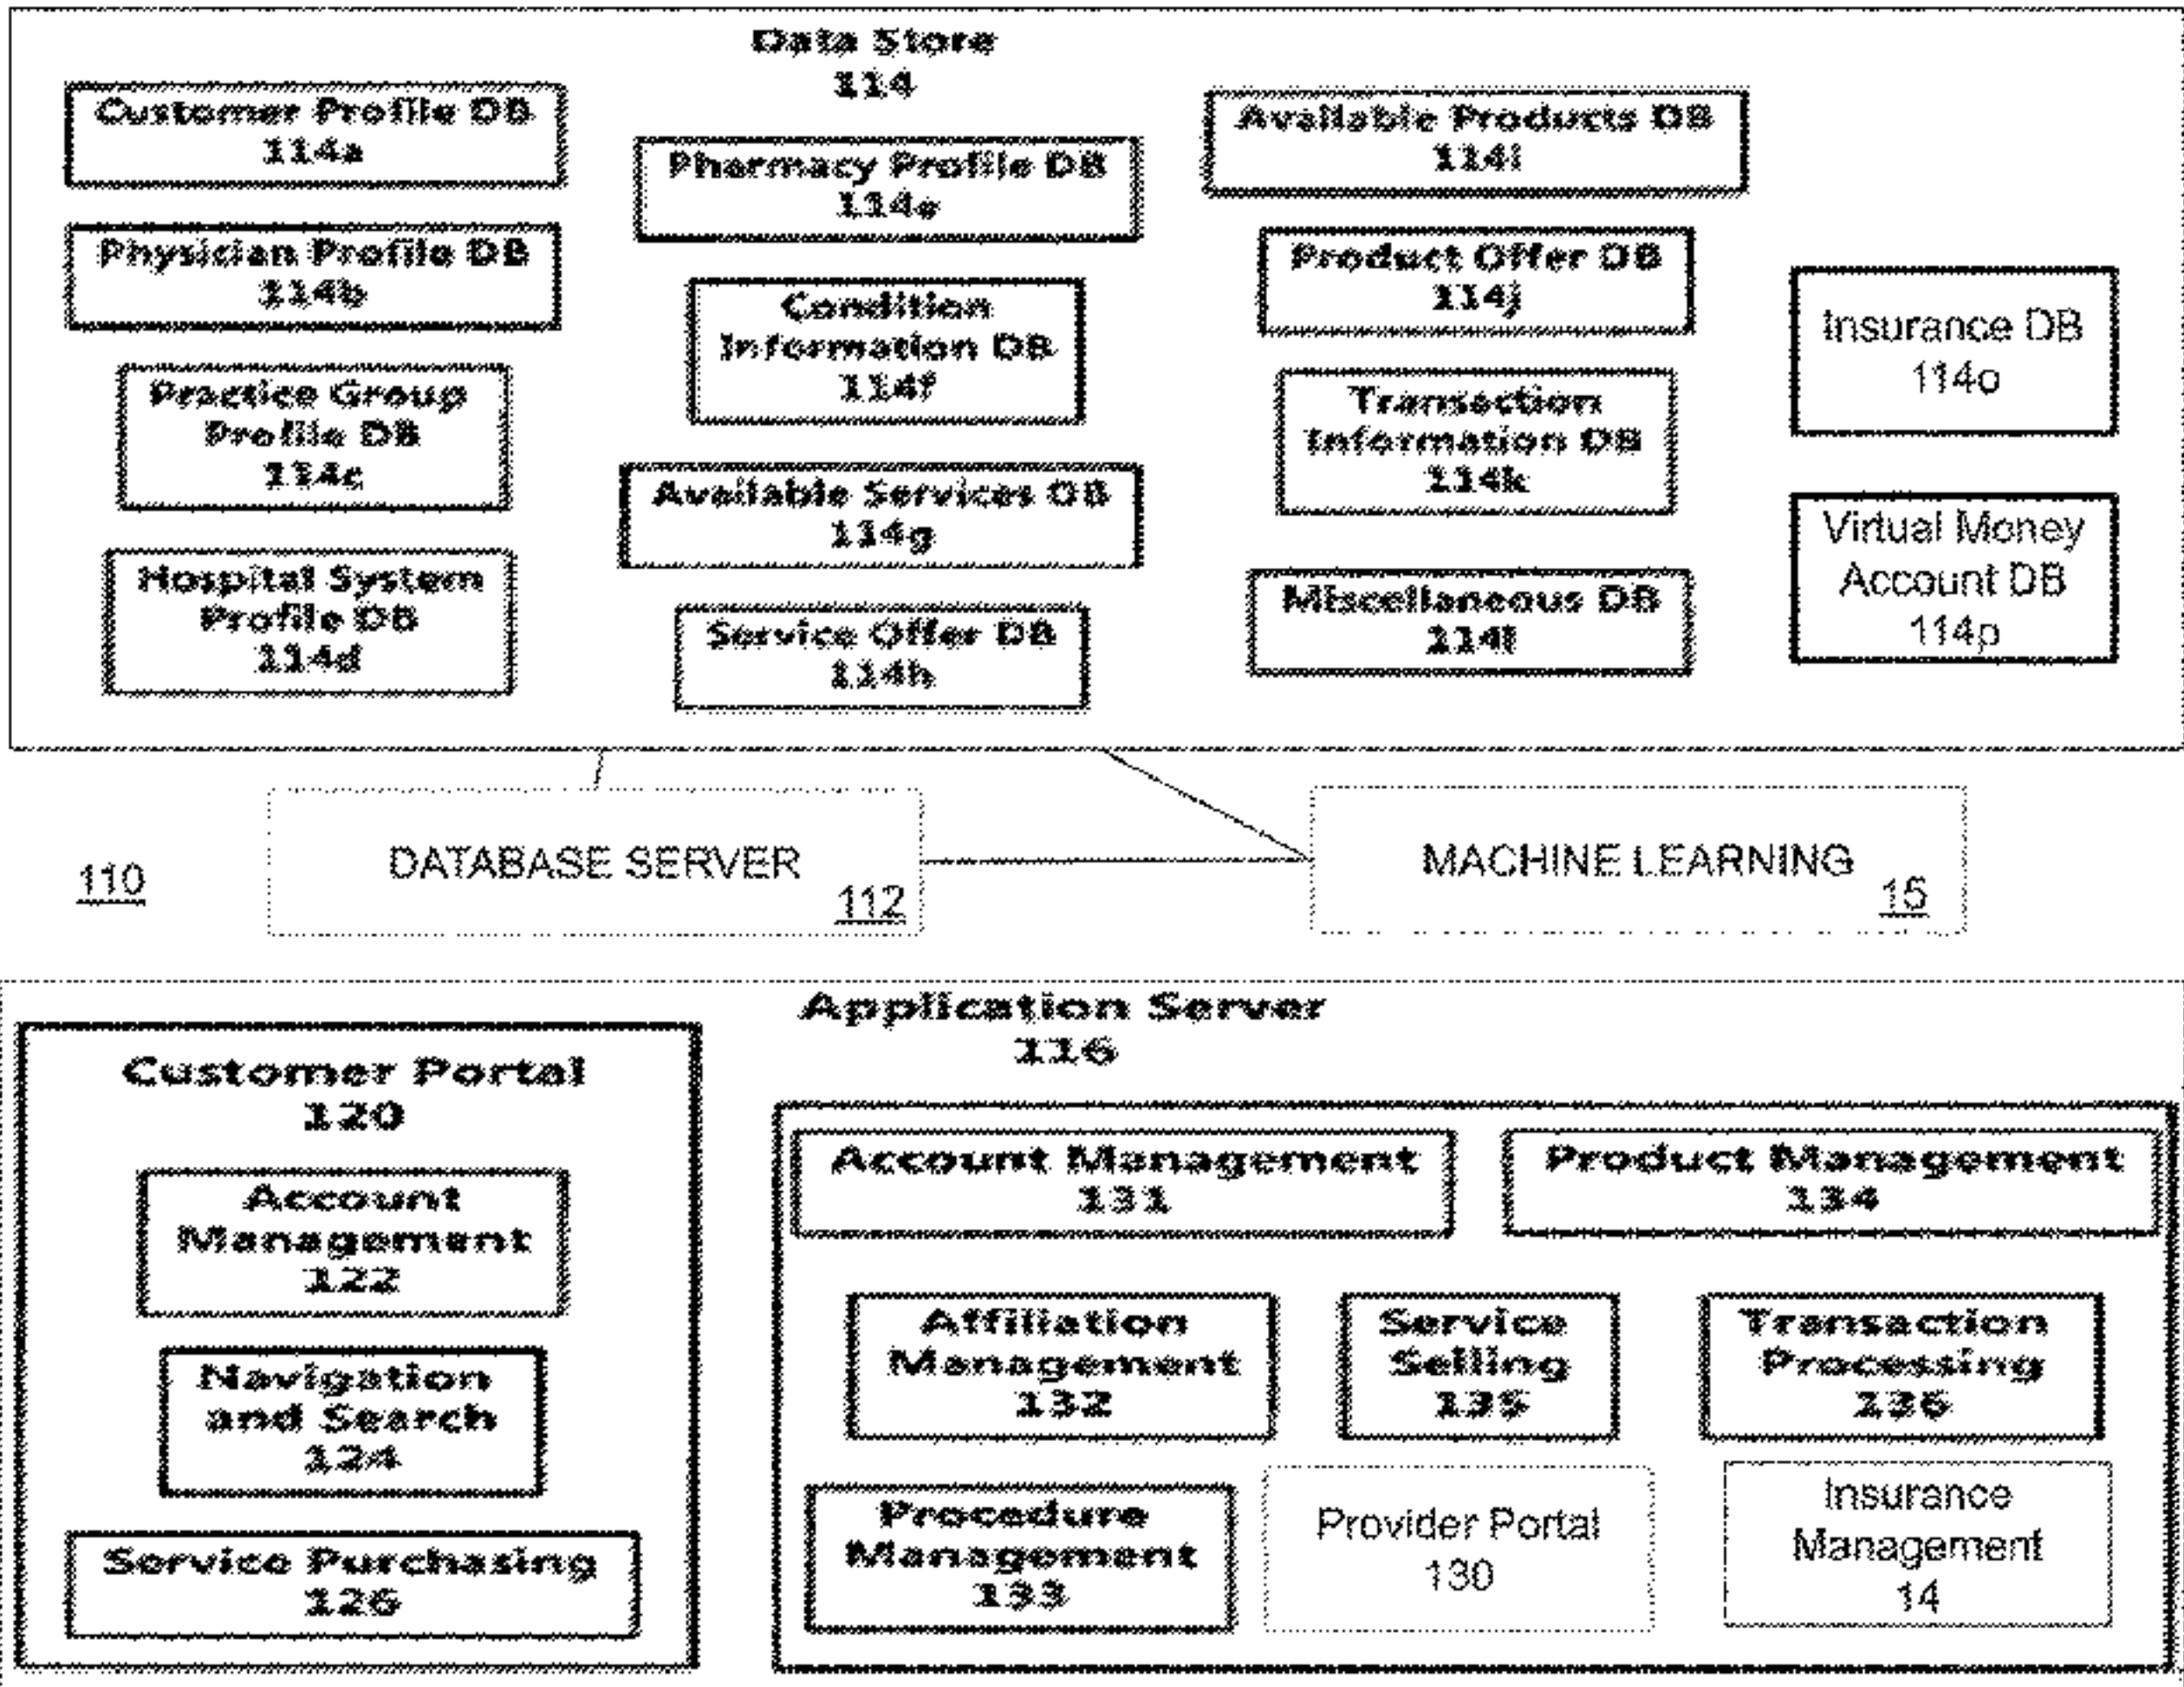 Data Store
114
Customer Profile DB
114a
Physician Profile DB
114b
Practice Group
Profile DB
114c
Hospital System
Profile DB
114d
Pharmacy Profile DB
114e
Condition
Information DB
114f
Available Services DB
114g
Service Offer DB
114h
Available Products DB
114i
Product Offer DB
114j
Transaction
Information DB
114k
Miscellaneous DB
114l
Insurance DB
114o
Virtual Money
Account DB
114p
110
DATABASE SERVER
112
MACHINE LEARNING
15
Application Server
116
Customer Portal
120
Account
Management
122
Navigation
and Search
124
Service Purchasing
126
Account Management
131
Product Management
134
Affiliation
Management
132
Service
Selling
135
Transaction
Processing
136
Procedure
Management
133
Provider Portal
130
Insurance
Management
14